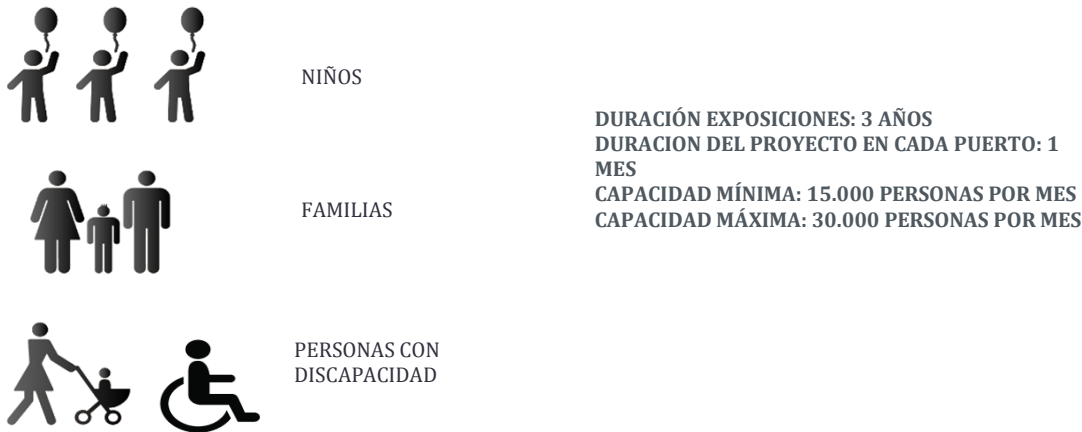 NIÑOS
FAMILIAS
PERSONAS CON
DISCAPACIDAD
DURACIÓN EXPOSICIONES: 3 AÑOS
DURACION DEL PROYECTO EN CADA PUERTO: 1
MES
CAPACIDAD MÍNIMA: 15.000 PERSONAS POR MES
CAPACIDAD MÁXIMA: 30.000 PERSONAS POR MES